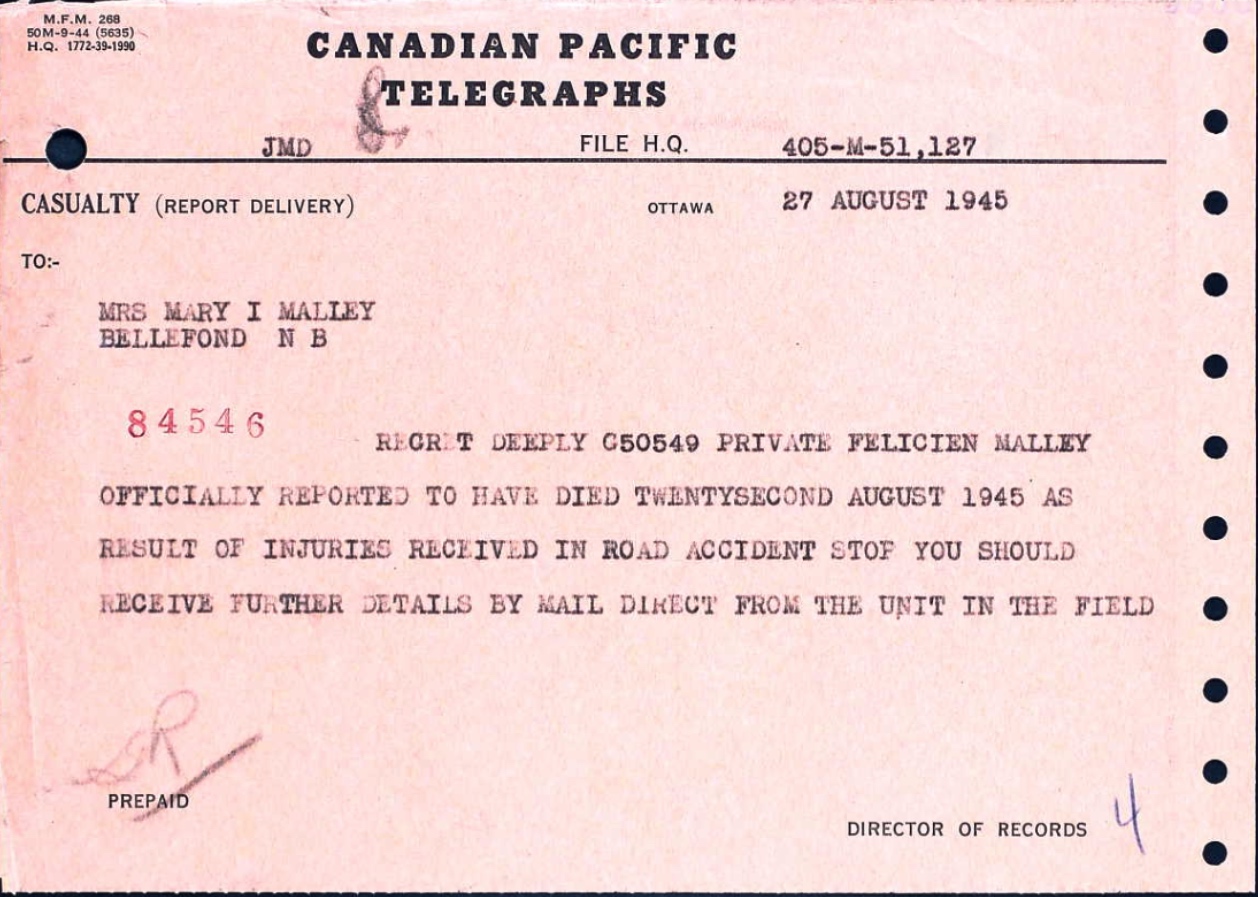 M.F.M. 268
50M-9-44 (5635)
H.Q. 1772-39-1990
CANADIAN PACIFIC
TELEGRAPHS
JMD FILE H.Q. 405-M-51,127
CASUALTY (REPORT DELIVERY) OTTAWA 27 AUGUST 1945
TO:-
MRS MARY I MALLEY
BELLEFOND N B
84546
REGRET DEEPLY G50549 PRIVATE FELICIEN MALLEY
OFFICIALLY REPORTED TO HAVE DIED TWENTYSECOND AUGUST 1945 AS
RESULT OF INJURIES RECEIVED IN ROAD ACCIDENT STOP YOU SHOULD
RECEIVE FURTHER DETAILS BY MAIL DIRECT FROM THE UNIT IN THE FIELD
PREPAID
DIRECTOR OF RECORDS 4